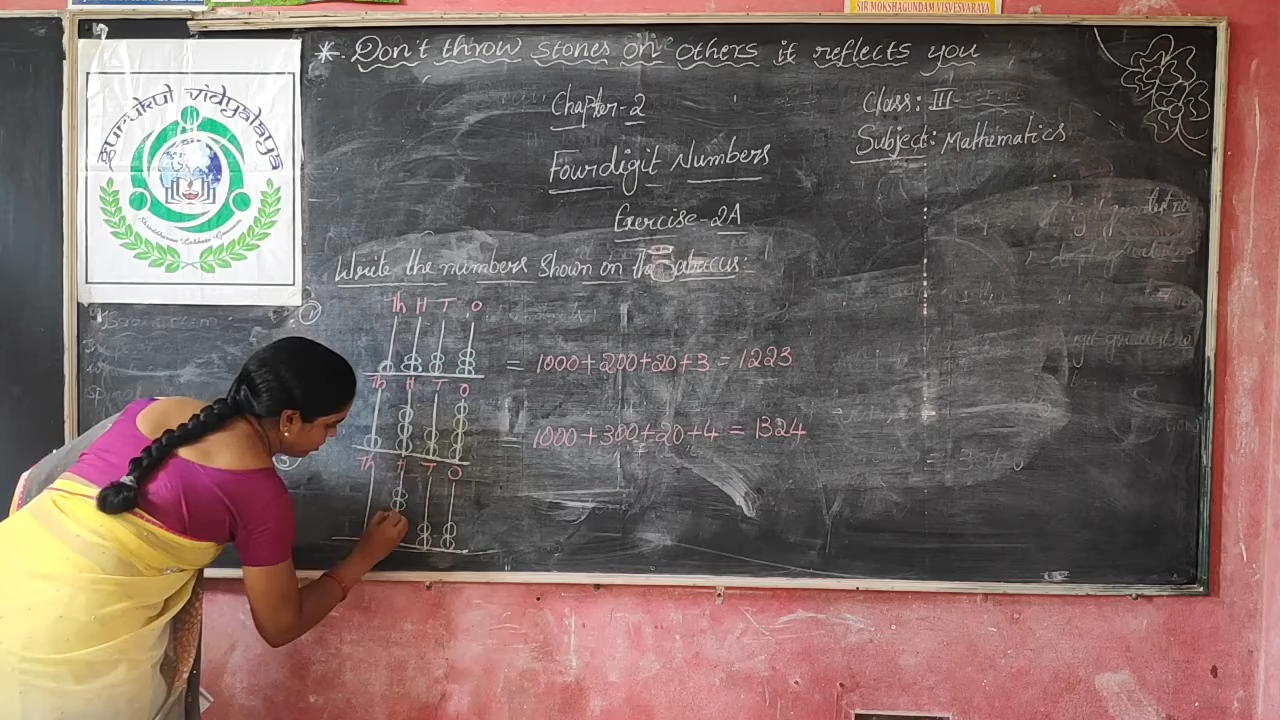 SIR MOKSHAGUNDAM VISVESVARAYA
gurukul vidyalaya
*. Don't throw stones on others it reflects you
Chapter-2
Class: III
Subject: Mathematics
Fourdigit Numbers
Exercise-2A
Write the numbers shown on the abacus:
1
Th H T O
= 1000+200+20+3 = 1223
Th H T O
= 1000+300+20+4 = 1324
Th H T O